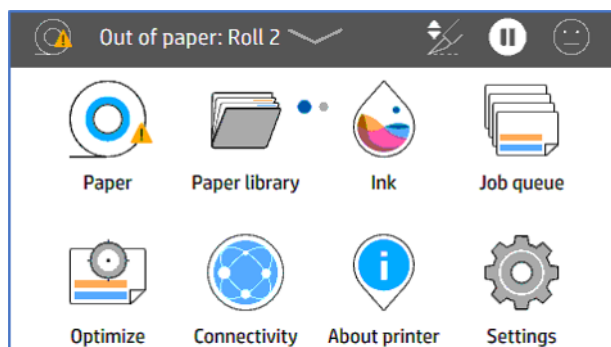 Out of paper: Roll 2
Paper Paper library Ink Job queue
Optimize Connectivity About printer Settings